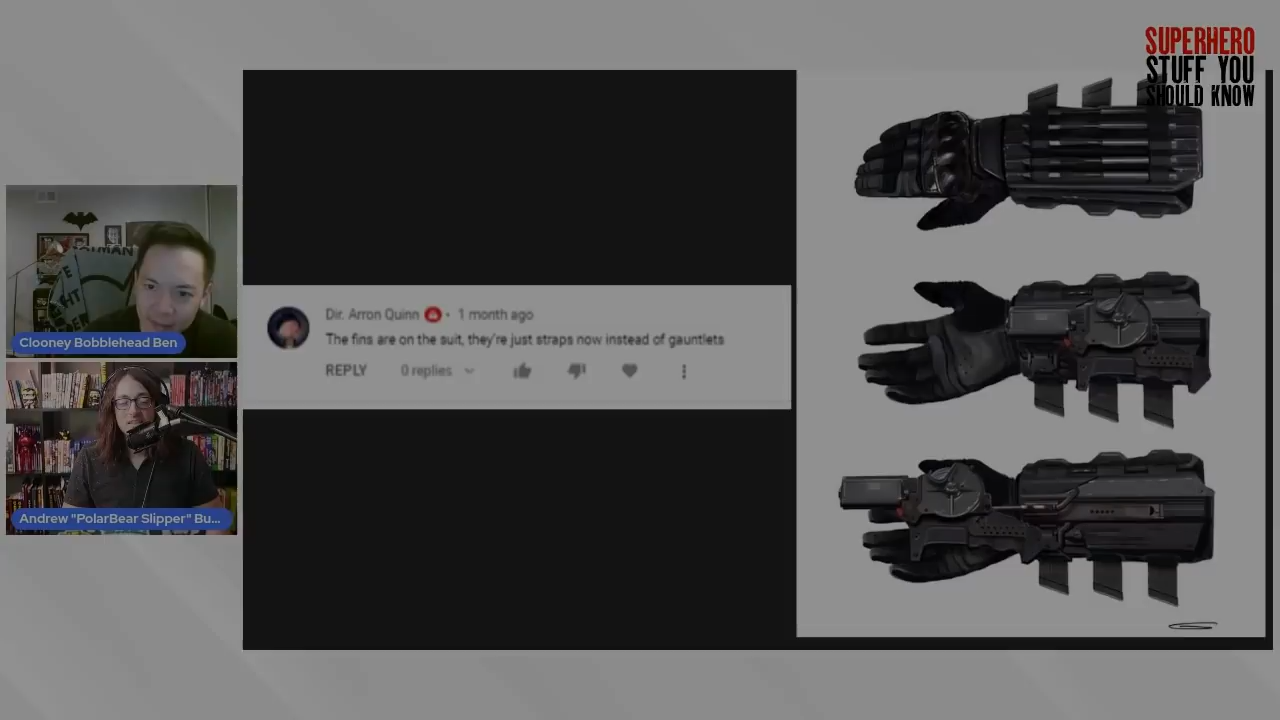 SUPERHERO
STUFF YOU
SHOULD KNOW
Clooney Bobblehead Ben
Andrew "PolarBear Slipper" Bu...
Dir. Arron Quinn • 1 month ago
The fins are on the suit, they're just straps now instead of gauntlets
REPLY 0 replies